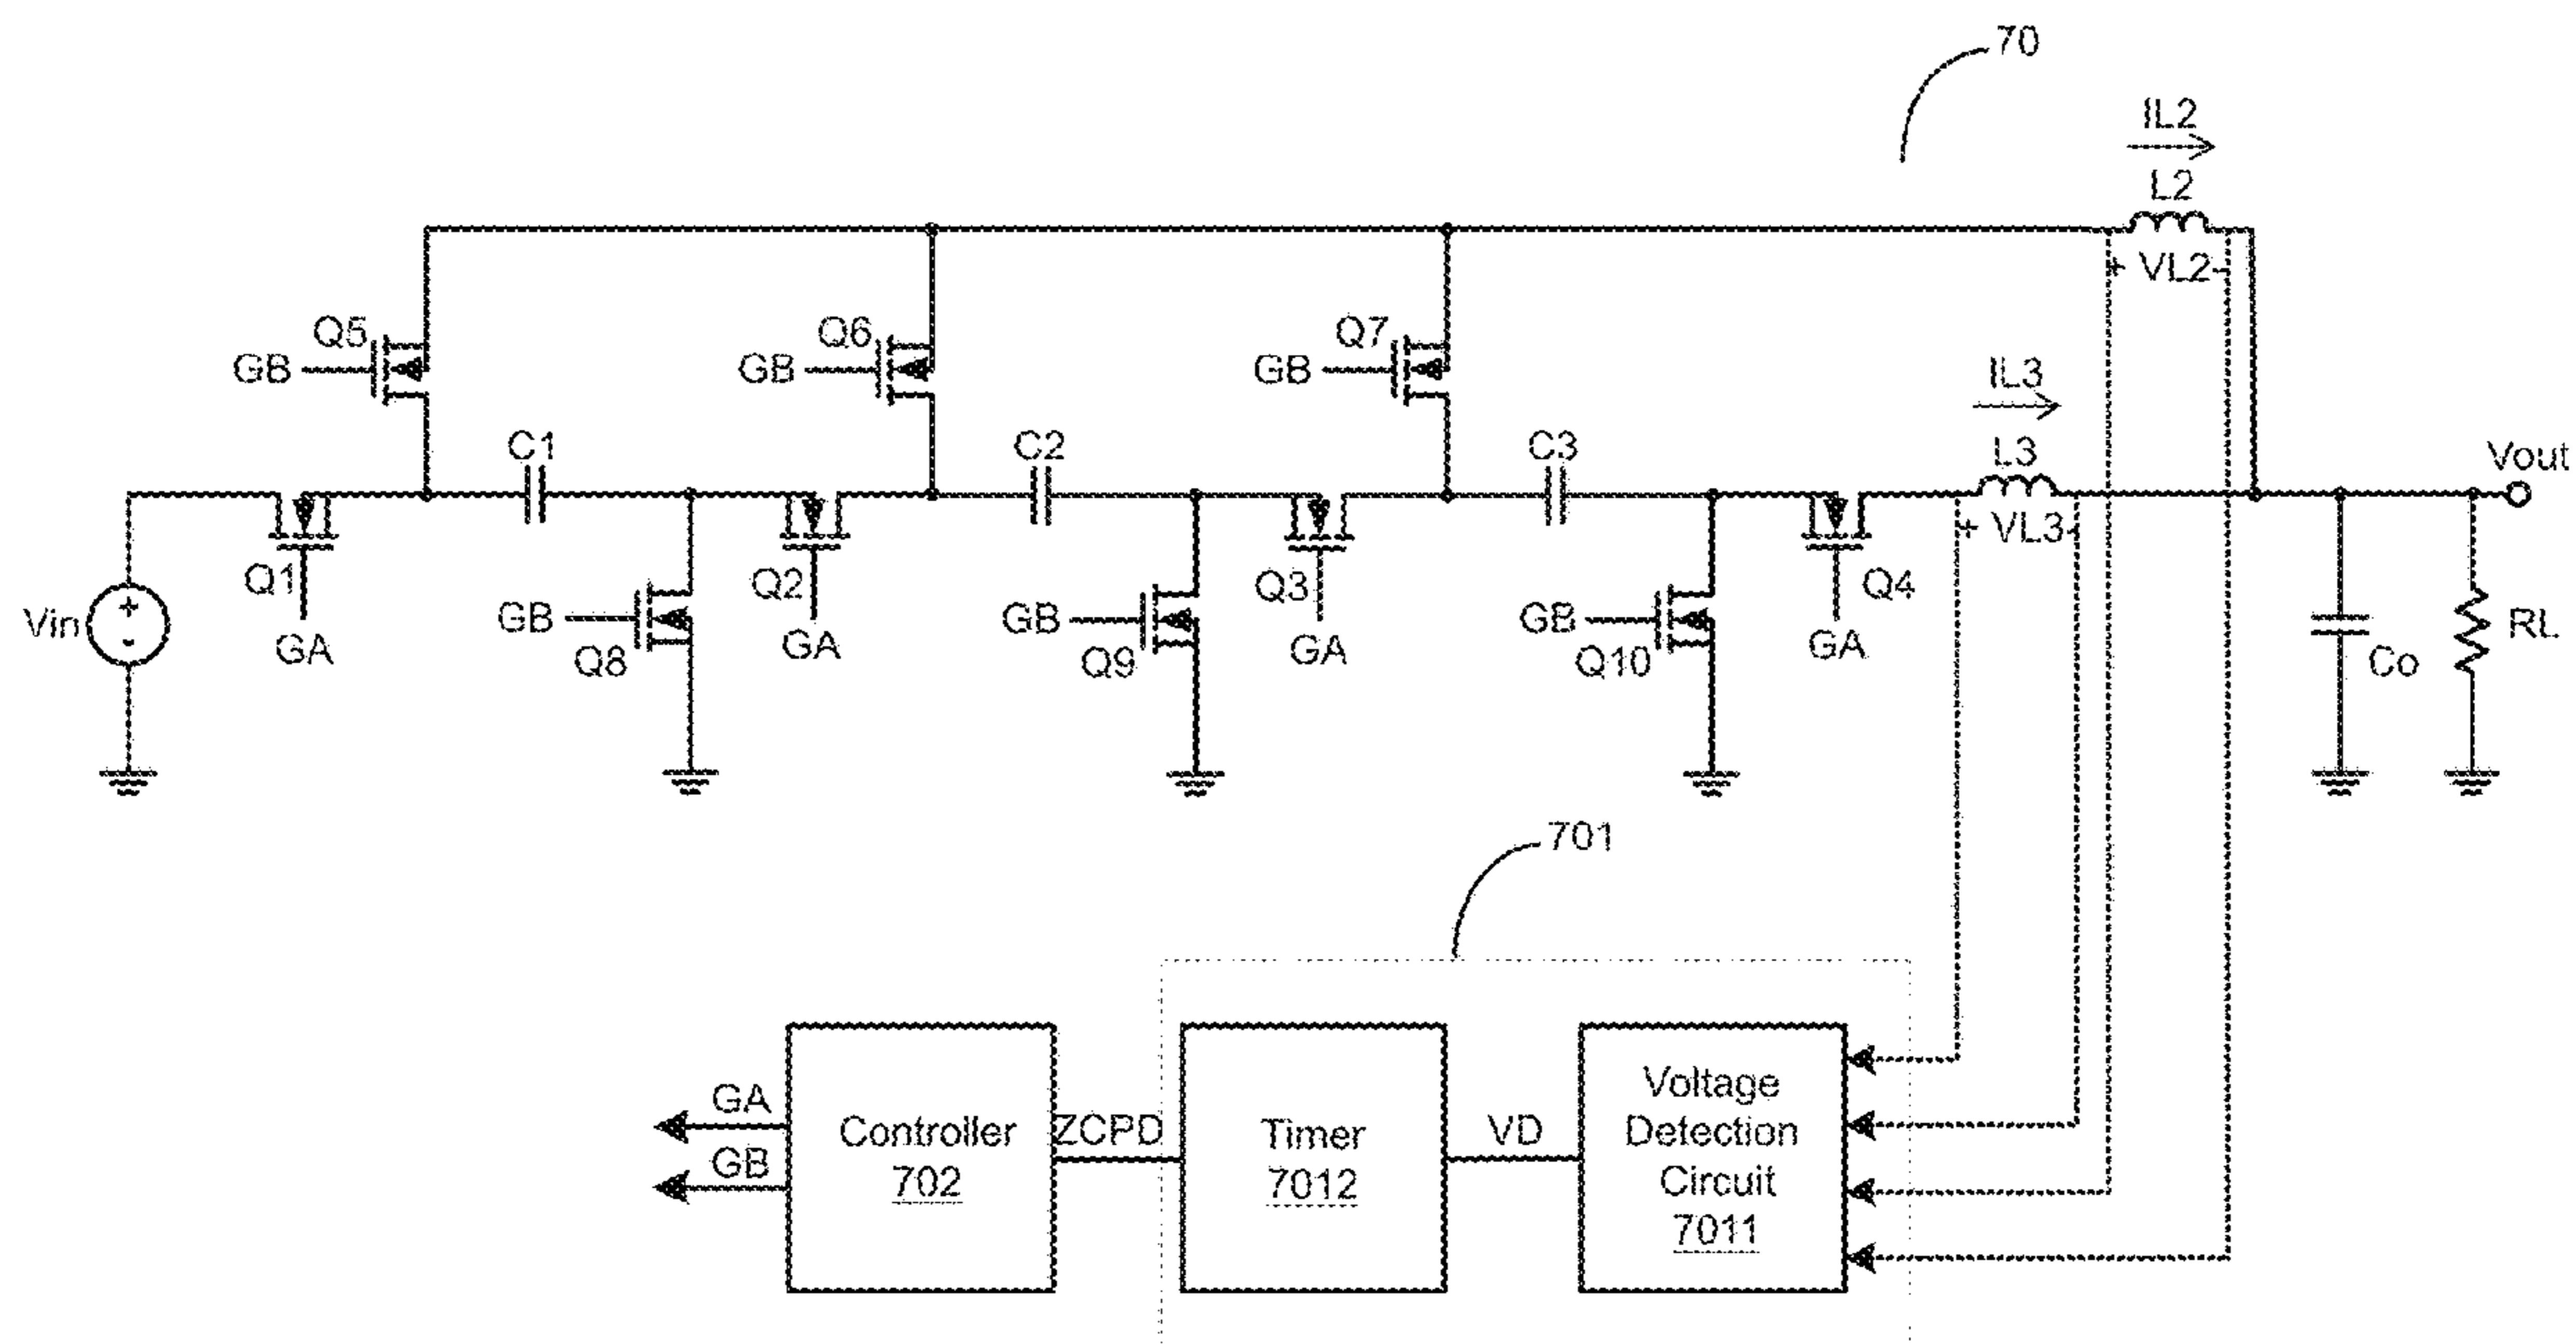 70
IL2
L2
+ VL2-
Q5
GB
Q6
GB
Q7
GB
IL3
C1
C2
C3
L3
+ VL3-
Vout
Vin
+
-
Q1
GA
GB
Q8
Q2
GA
GB
Q9
Q3
GA
GB
Q10
Q4
GA
Co
RL
701
GA
GB
Controller
702
ZCPD
Timer
7012
VD
Voltage
Detection
Circuit
7011